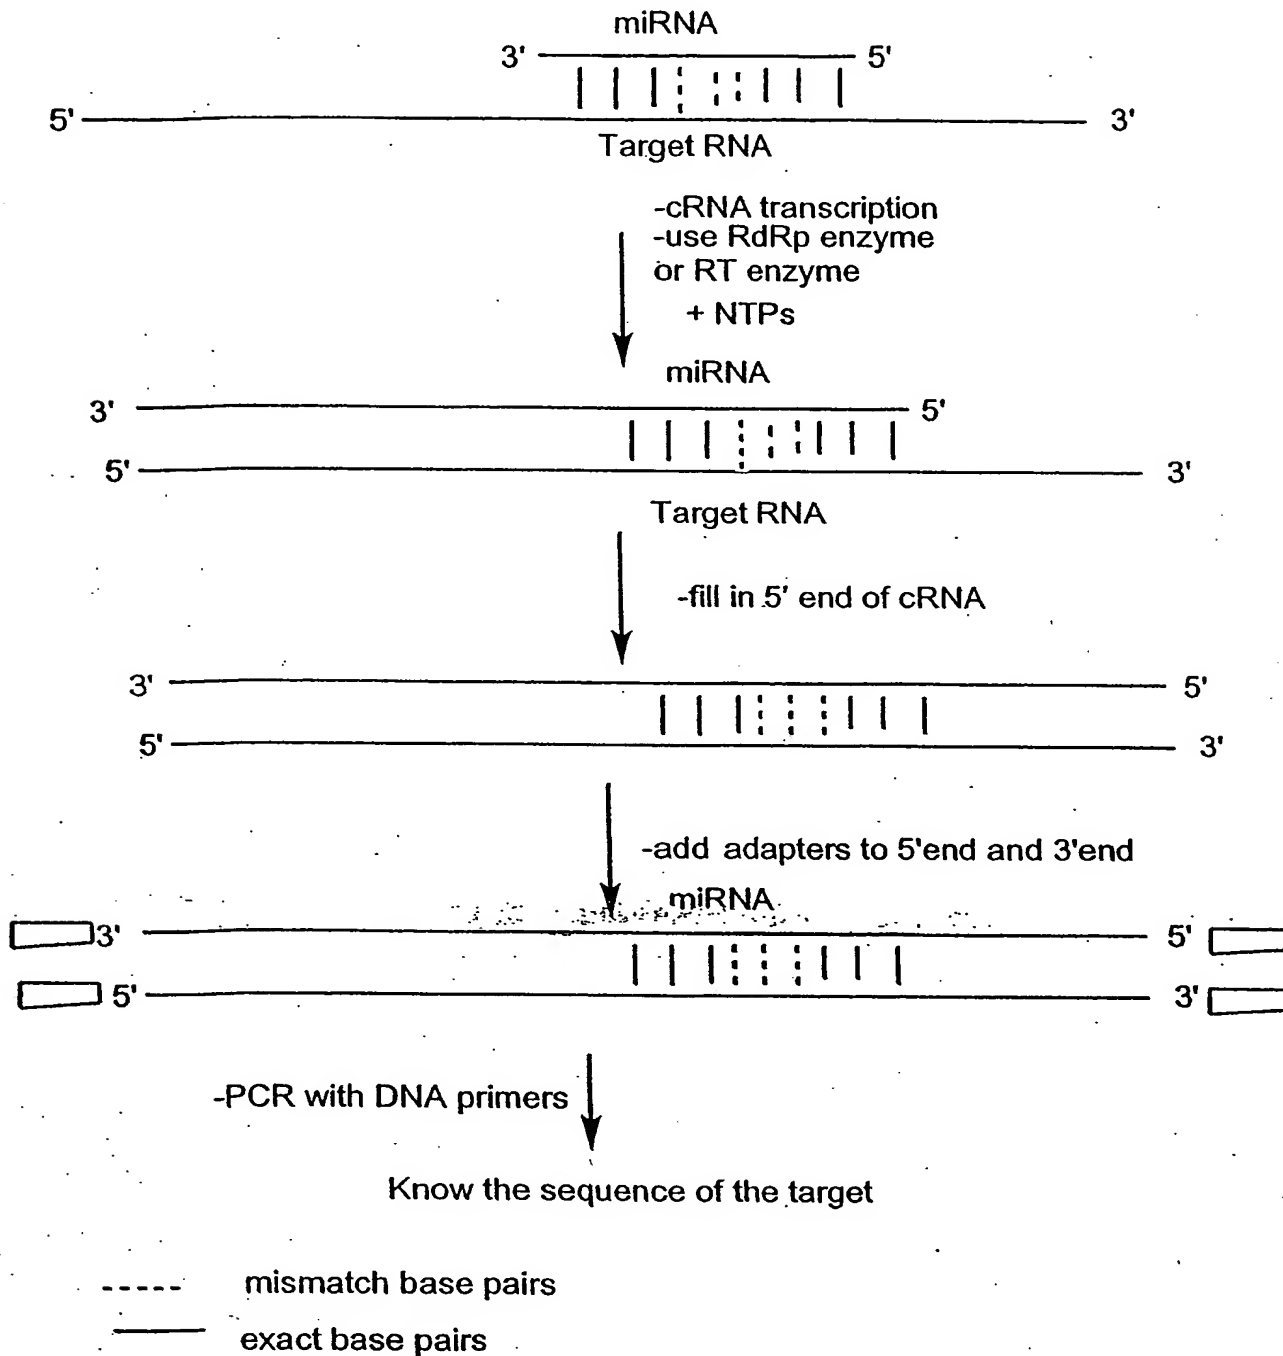 miRNA
3' 5'
5' 3'
Target RNA
-cRNA transcription
-use RdRp enzyme
or RT enzyme
+ NTPs
miRNA
3' 5'
5' 3'
Target RNA
-fill in 5' end of cRNA
3' 5'
5' 3'
-add adapters to 5'end and 3'end
miRNA
3' 5'
5' 3'
-PCR with DNA primers
Know the sequence of the target
mismatch base pairs
exact base pairs